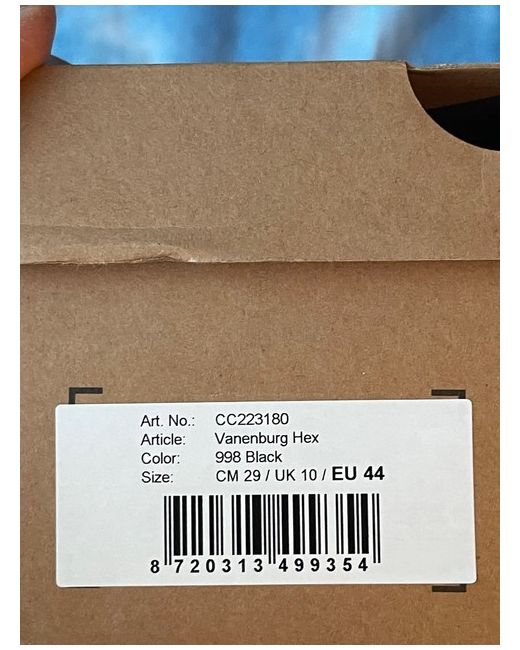 Art. No.: CC223180
Article: Vanenburg Hex
Color: 998 Black
Size: CM 29 / UK 10 / EU 44
8 720313 499354